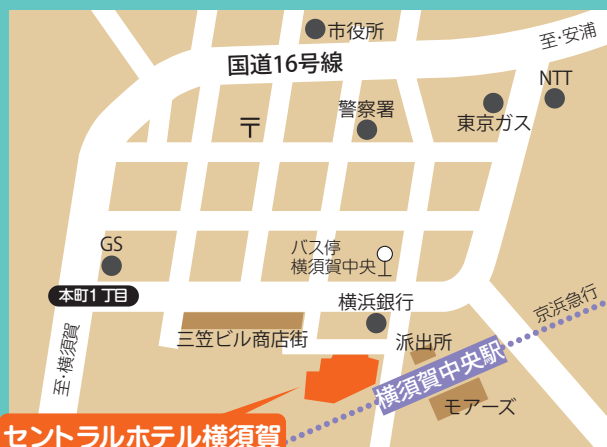 市役所
国道16号線
至・安浦
NTT
警察署
東京ガス
〒
GS
バス停
横須賀中央
本町1丁目
横浜銀行
京浜急行
三笠ビル商店街
派出所
至・横須賀
横須賀中央駅
モアーズ
セントラルホテル横須賀